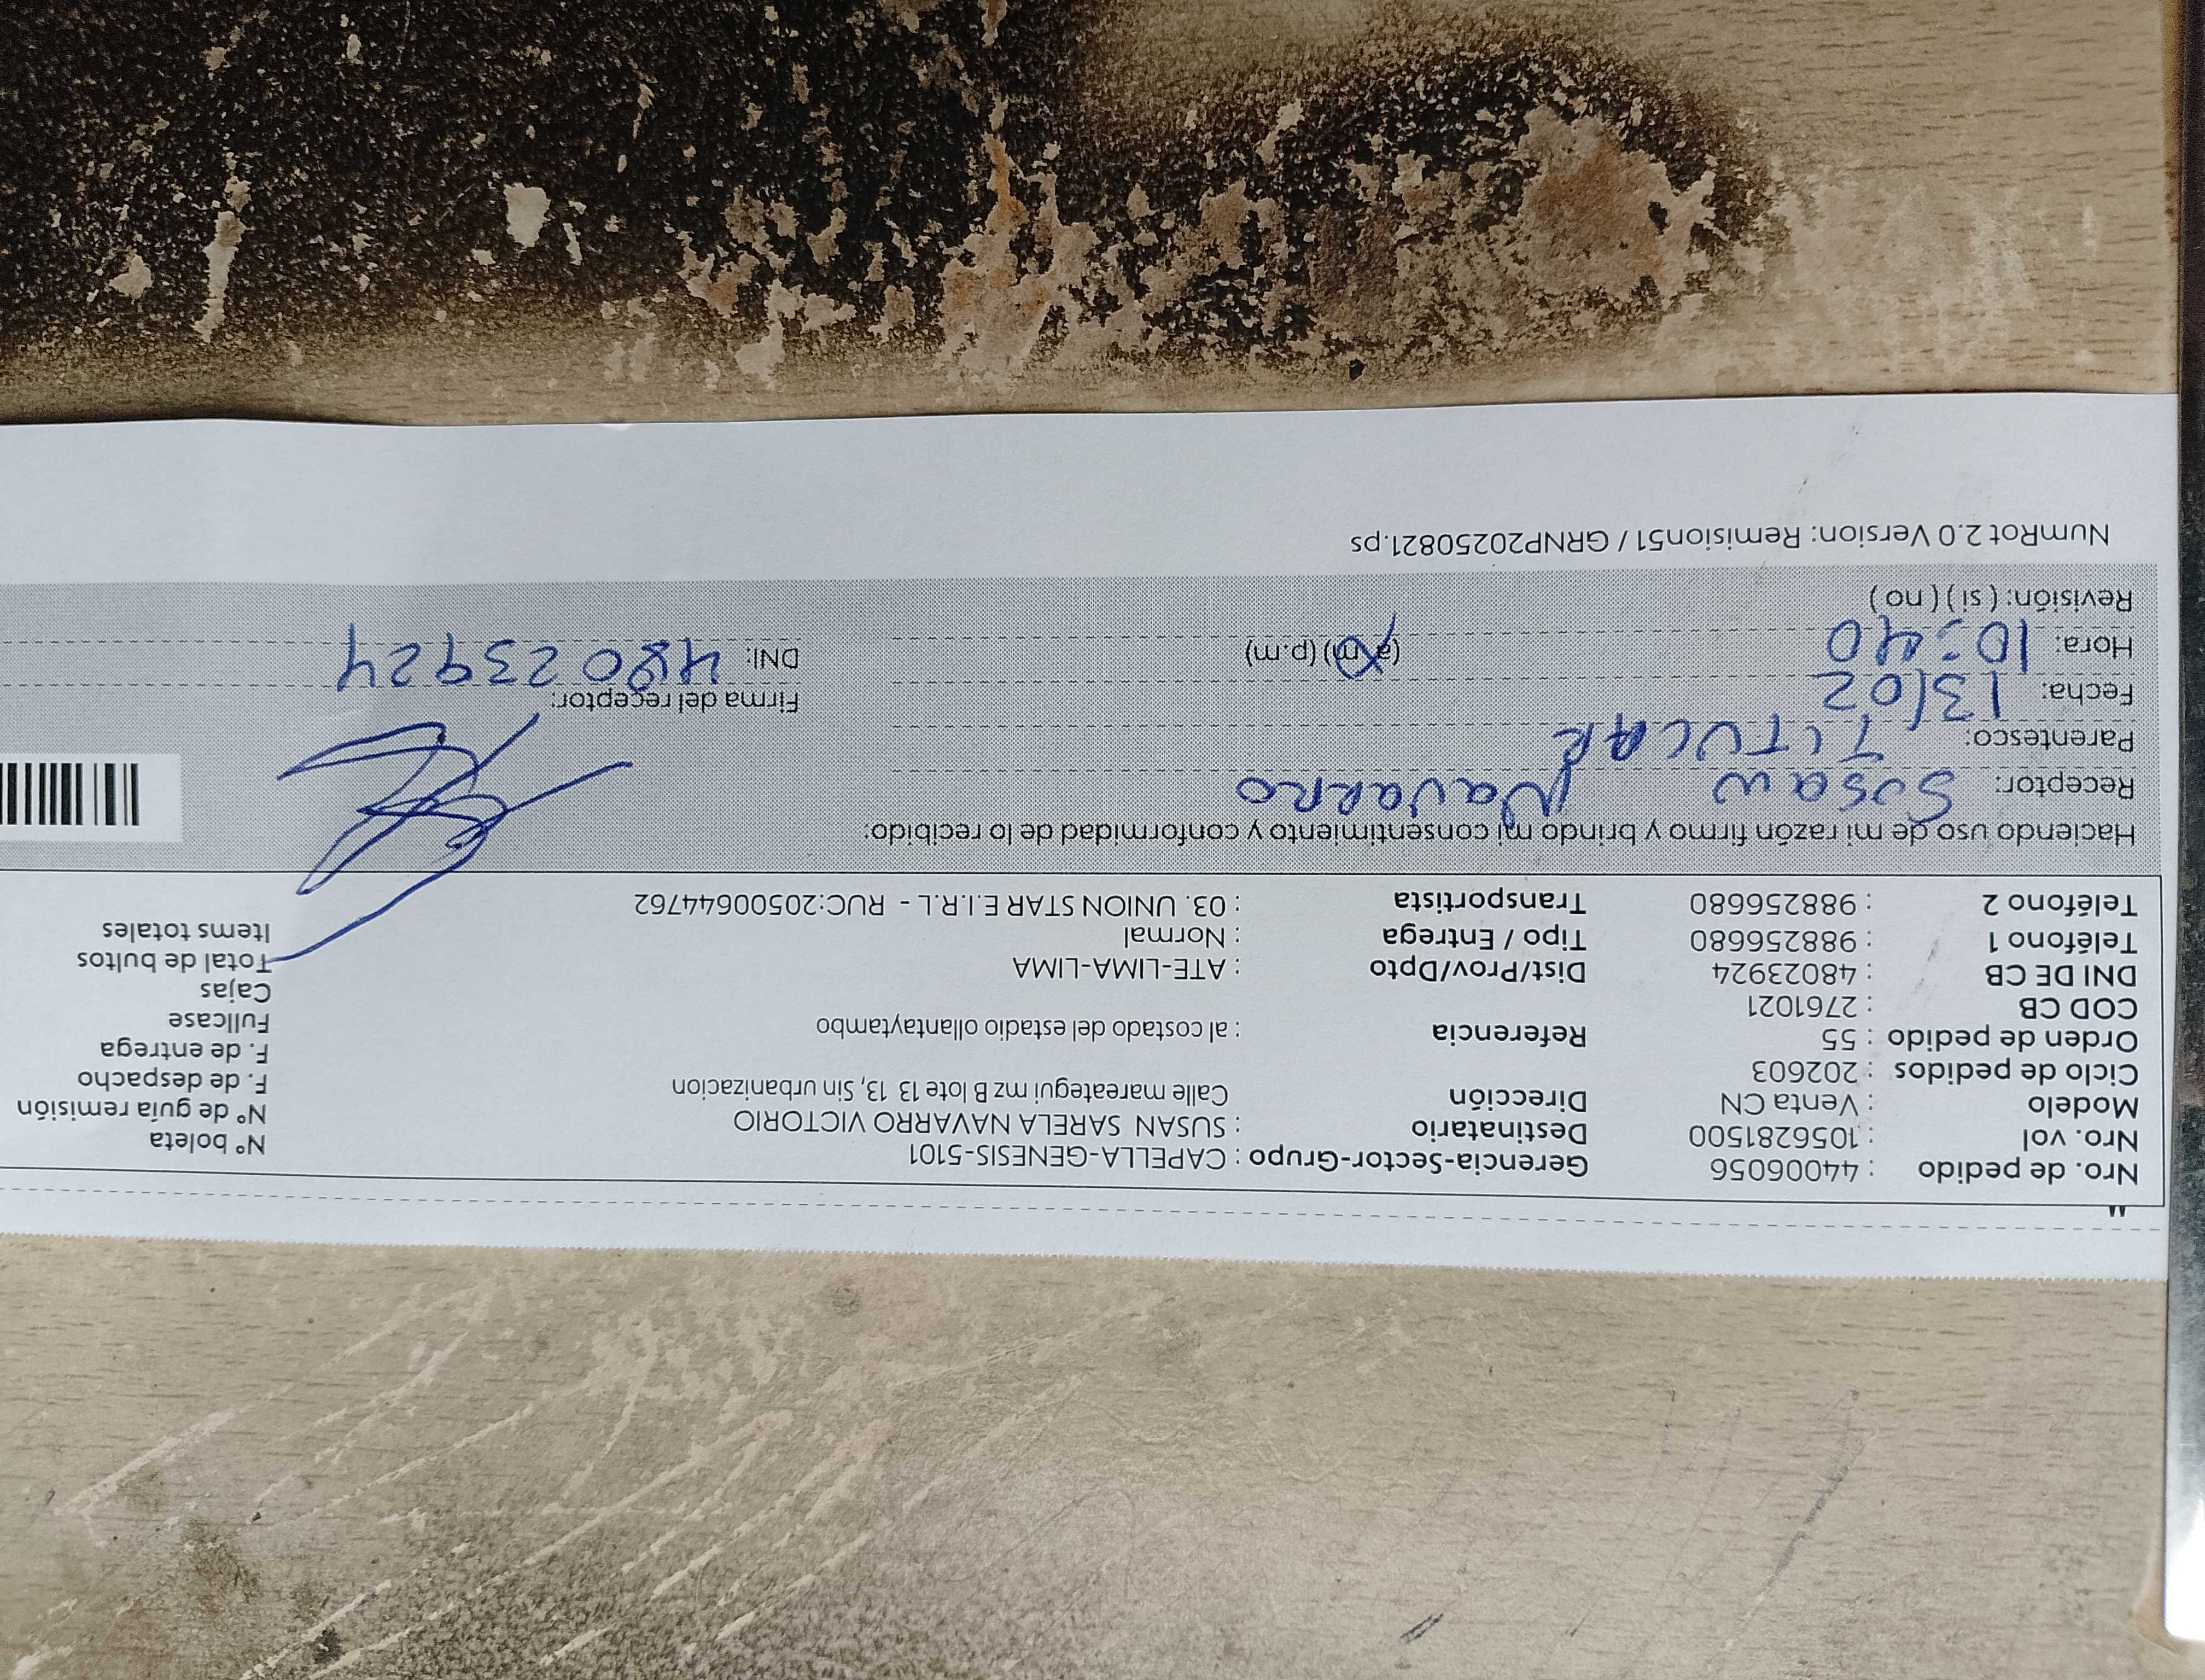 "
Nro. de pedido : 44006056 Gerencia-Sector-Grupo : CAPELLA-GENESIS-5101 Nº boleta
Nro. vol : 1056281500 Destinatario : SUSAN SARELA NAVARRO VICTORIO Nº de guía remisión
Modelo : Venta CN Dirección Calle mareategui mz B lote 13 13, Sin urbanizacion F. de despacho
Ciclo de pedidos : 202603 F. de entrega
Orden de pedido : 55 Referencia : al costado del estadio ollantaytambo Fullcase
COD CB : 2761021 Cajas
DNI DE CB : 48023924 Dist/Prov/Dpto : ATE-LIMA-LIMA Total de bultos
Teléfono 1 : 988256680 Tipo / Entrega : Normal Items totales
Teléfono 2 : 988256680 Transportista : 03. UNION STAR E.I.R.L - RUC:20500644762
Haciendo uso de mi razón firmo y brindo mi consentimiento y conformidad de lo recibido:
Receptor: Susan Navarro
Parentesco: TITULAR
Fecha: 13/02 Firma del receptor:
Hora: 10:40 (a.m) (p.m) DNI: 48023924
Revisión: ( si ) ( no )
NumRot 2.0 Version: Remision51 / GRNP20250821.ps